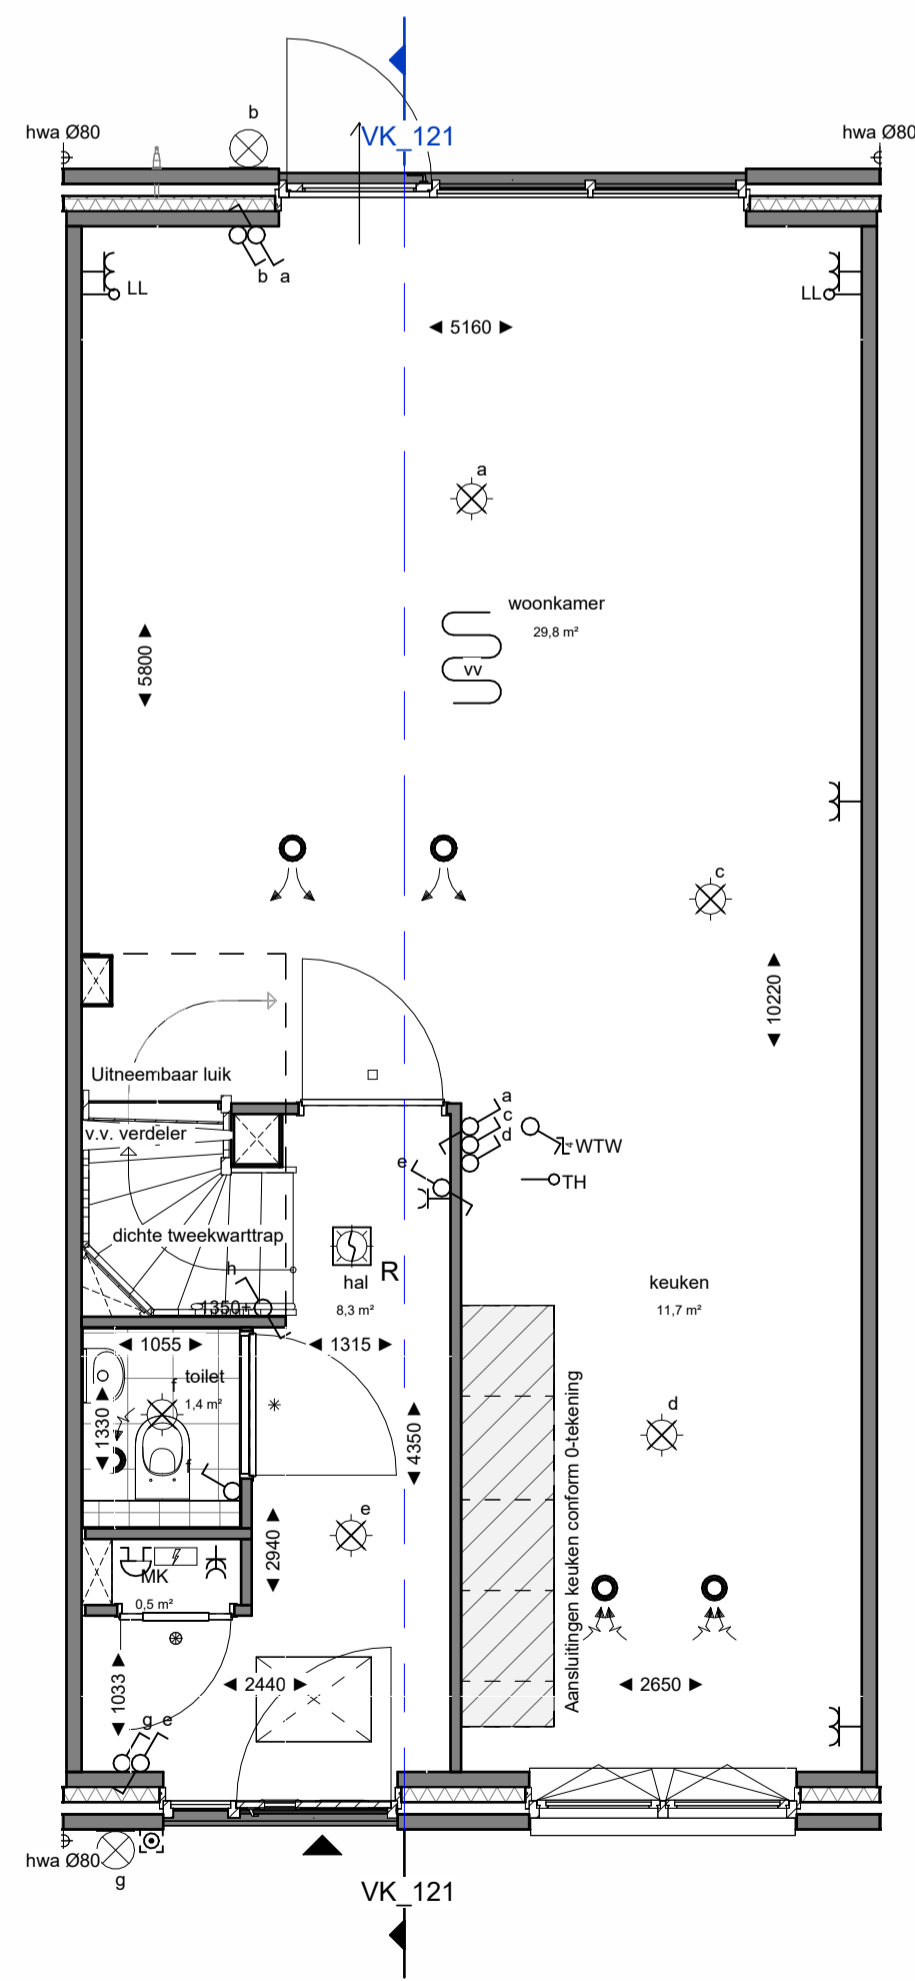 b
hwa Ø80
VK_121
hwa Ø80
b a
LL
LL
5160
a
woonkamer
29,8 m²
5800
vv
c
10220
Uitneembaar luik
v.v. verdeler
a
c
d
e
4
WTW
TH
dichte tweekwarttrap
h
1350+
hal
R
8,3 m²
keuken
11,7 m²
1055
1315
toilet
f
1,4 m²
1330
f
4350
Aansluitingen keuken conform 0-tekening
d
e
2940
MK
0,5 m²
1033
2440
2650
g e
hwa Ø80
g
VK_121